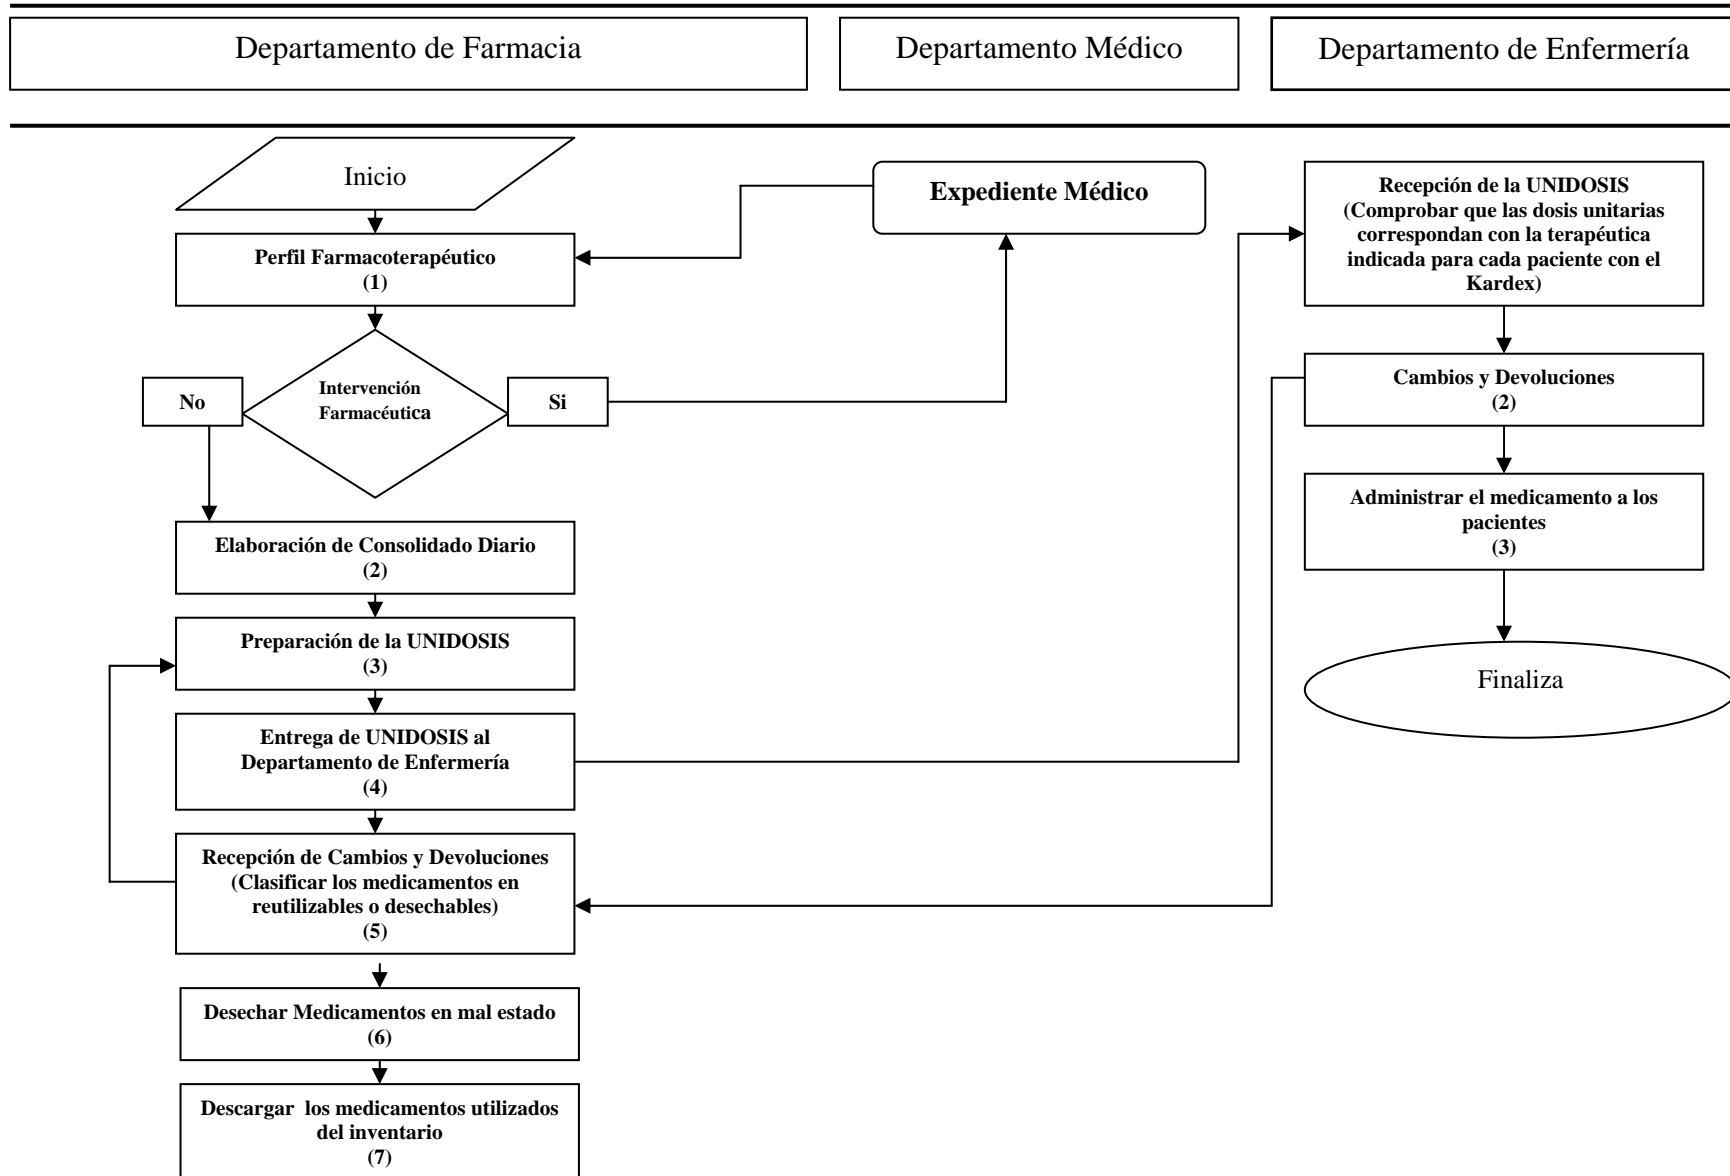 Departamento de Farmacia
Departamento Médico
Departamento de Enfermería
Inicio
Perfil Farmacoterapéutico
(1)
Intervención
Farmacéutica
No
Si
Elaboración de Consolidado Diario
(2)
Preparación de la UNIDOSIS
(3)
Entrega de UNIDOSIS al
Departamento de Enfermería
(4)
Recepción de Cambios y Devoluciones
(Clasificar los medicamentos en
reutilizables o desechables)
(5)
Desechar Medicamentos en mal estado
(6)
Descargar los medicamentos utilizados
del inventario
(7)
Expediente Médico
Recepción de la UNIDOSIS
(Comprobar que las dosis unitarias
correspondan con la terapéutica
indicada para cada paciente con el
Kardex)
Cambios y Devoluciones
(2)
Administrar el medicamento a los
pacientes
(3)
Finaliza